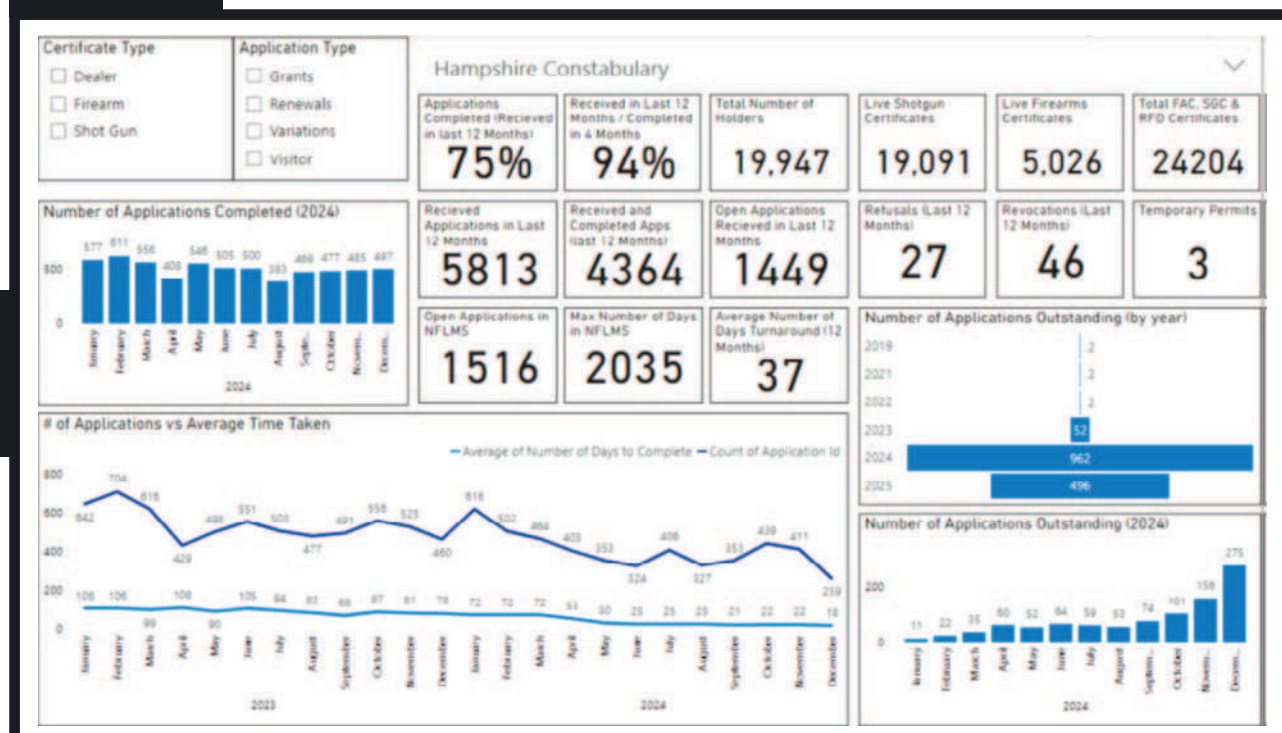 Certificate Type
Dealer
Firearm
Shot Gun
Application Type
Grants
Renewals
Variations
Visitor
Hampshire Constabulary
Applications
Completed (Recieved
in last 12 Months)
75%
Received in Last 12
Months / Completed
in 4 Months
94%
Total Number of
Holders
19,947
Live Shotgun
Certificates
19,091
Live Firearms
Certificates
5,026
Total FAC, SGC &
RFD Certificates
24204
Number of Applications Completed (2024)
577 611 556 408 546 505 500 383 469 477 485 497
500
0
January February March April May June July August Septe... October Novem... Decem...
2024
Recieved
Applications in Last
12 Months
5813
Received and
Completed Apps
(last 12 Months)
4364
Open Applications
Recieved in Last 12
Months
1449
Refusals (Last 12
Months)
27
Revocations (Last
12 Months)
46
Temporary Permits
3
Open Applications in
NFLMS
1516
Max Number of Days
in NFLMS
2035
Average Number of
Days Turnaround (12
Months)
37
Number of Applications Outstanding (by year)
2019 2
2021 2
2022 2
2023 52
2024 962
2025 496
# of Applications vs Average Time Taken
Average of Number of Days to Complete Count of Application Id
800
600
400
200
0
642 704 616 429 498 551 503 477 491 556 525 460 616 502 464 403 353 324 406 327 353 439 411 259
106 106 99 108 90 105 94 83 68 87 81 78 72 72 72 53 30 25 25 25 21 22 22 18
January February March April May June July August September October November December January February March April May June July August September October November December
2023 2024
Number of Applications Outstanding (2024)
200
0
11 22 35 60 52 64 59 53 74 101 156 275
January February March April May June July August Septem... October Novem... Decem...
2024